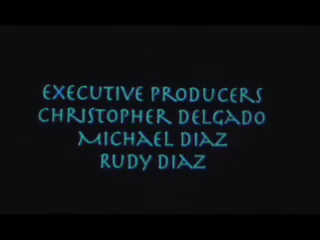 EXECUTIVE PRODUCERS
CHRISTOPHER DELGADO
MICHAEL DIAZ
RUDY DIAZ